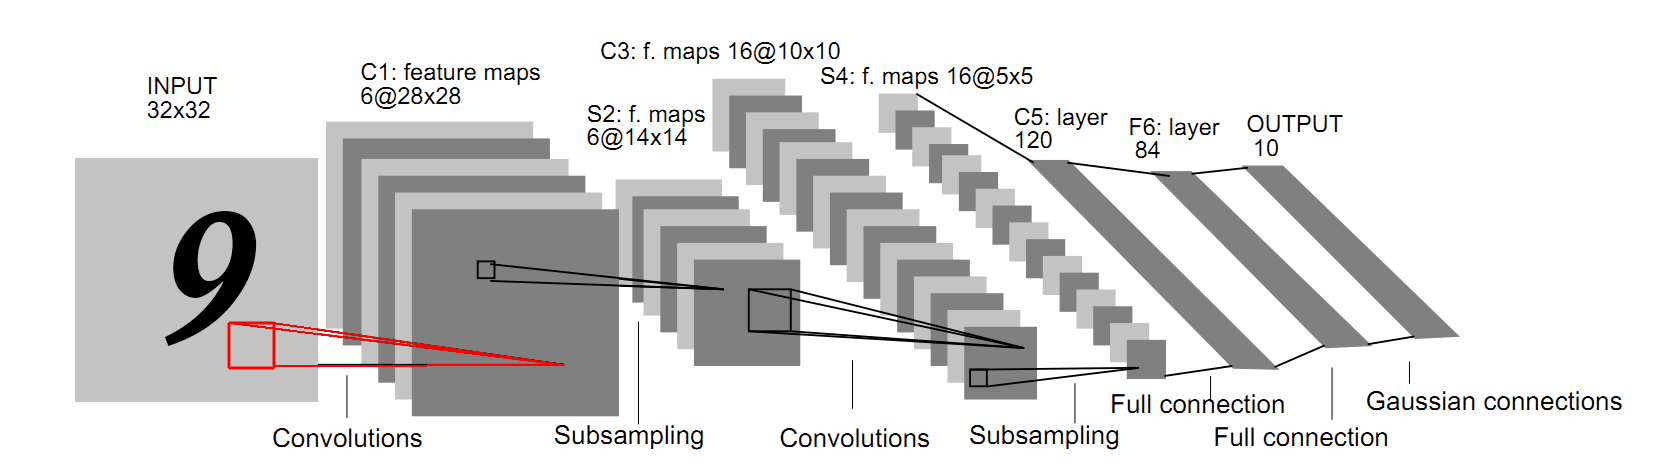 INPUT
32x32
C1: feature maps
6@28x28
S2: f. maps
6@14x14
C3: f. maps 16@10x10
S4: f. maps 16@5x5
C5: layer
120
F6: layer
84
OUTPUT
10
9
Convolutions
Subsampling
Convolutions
Subsampling
Full connection
Full connection
Gaussian connections